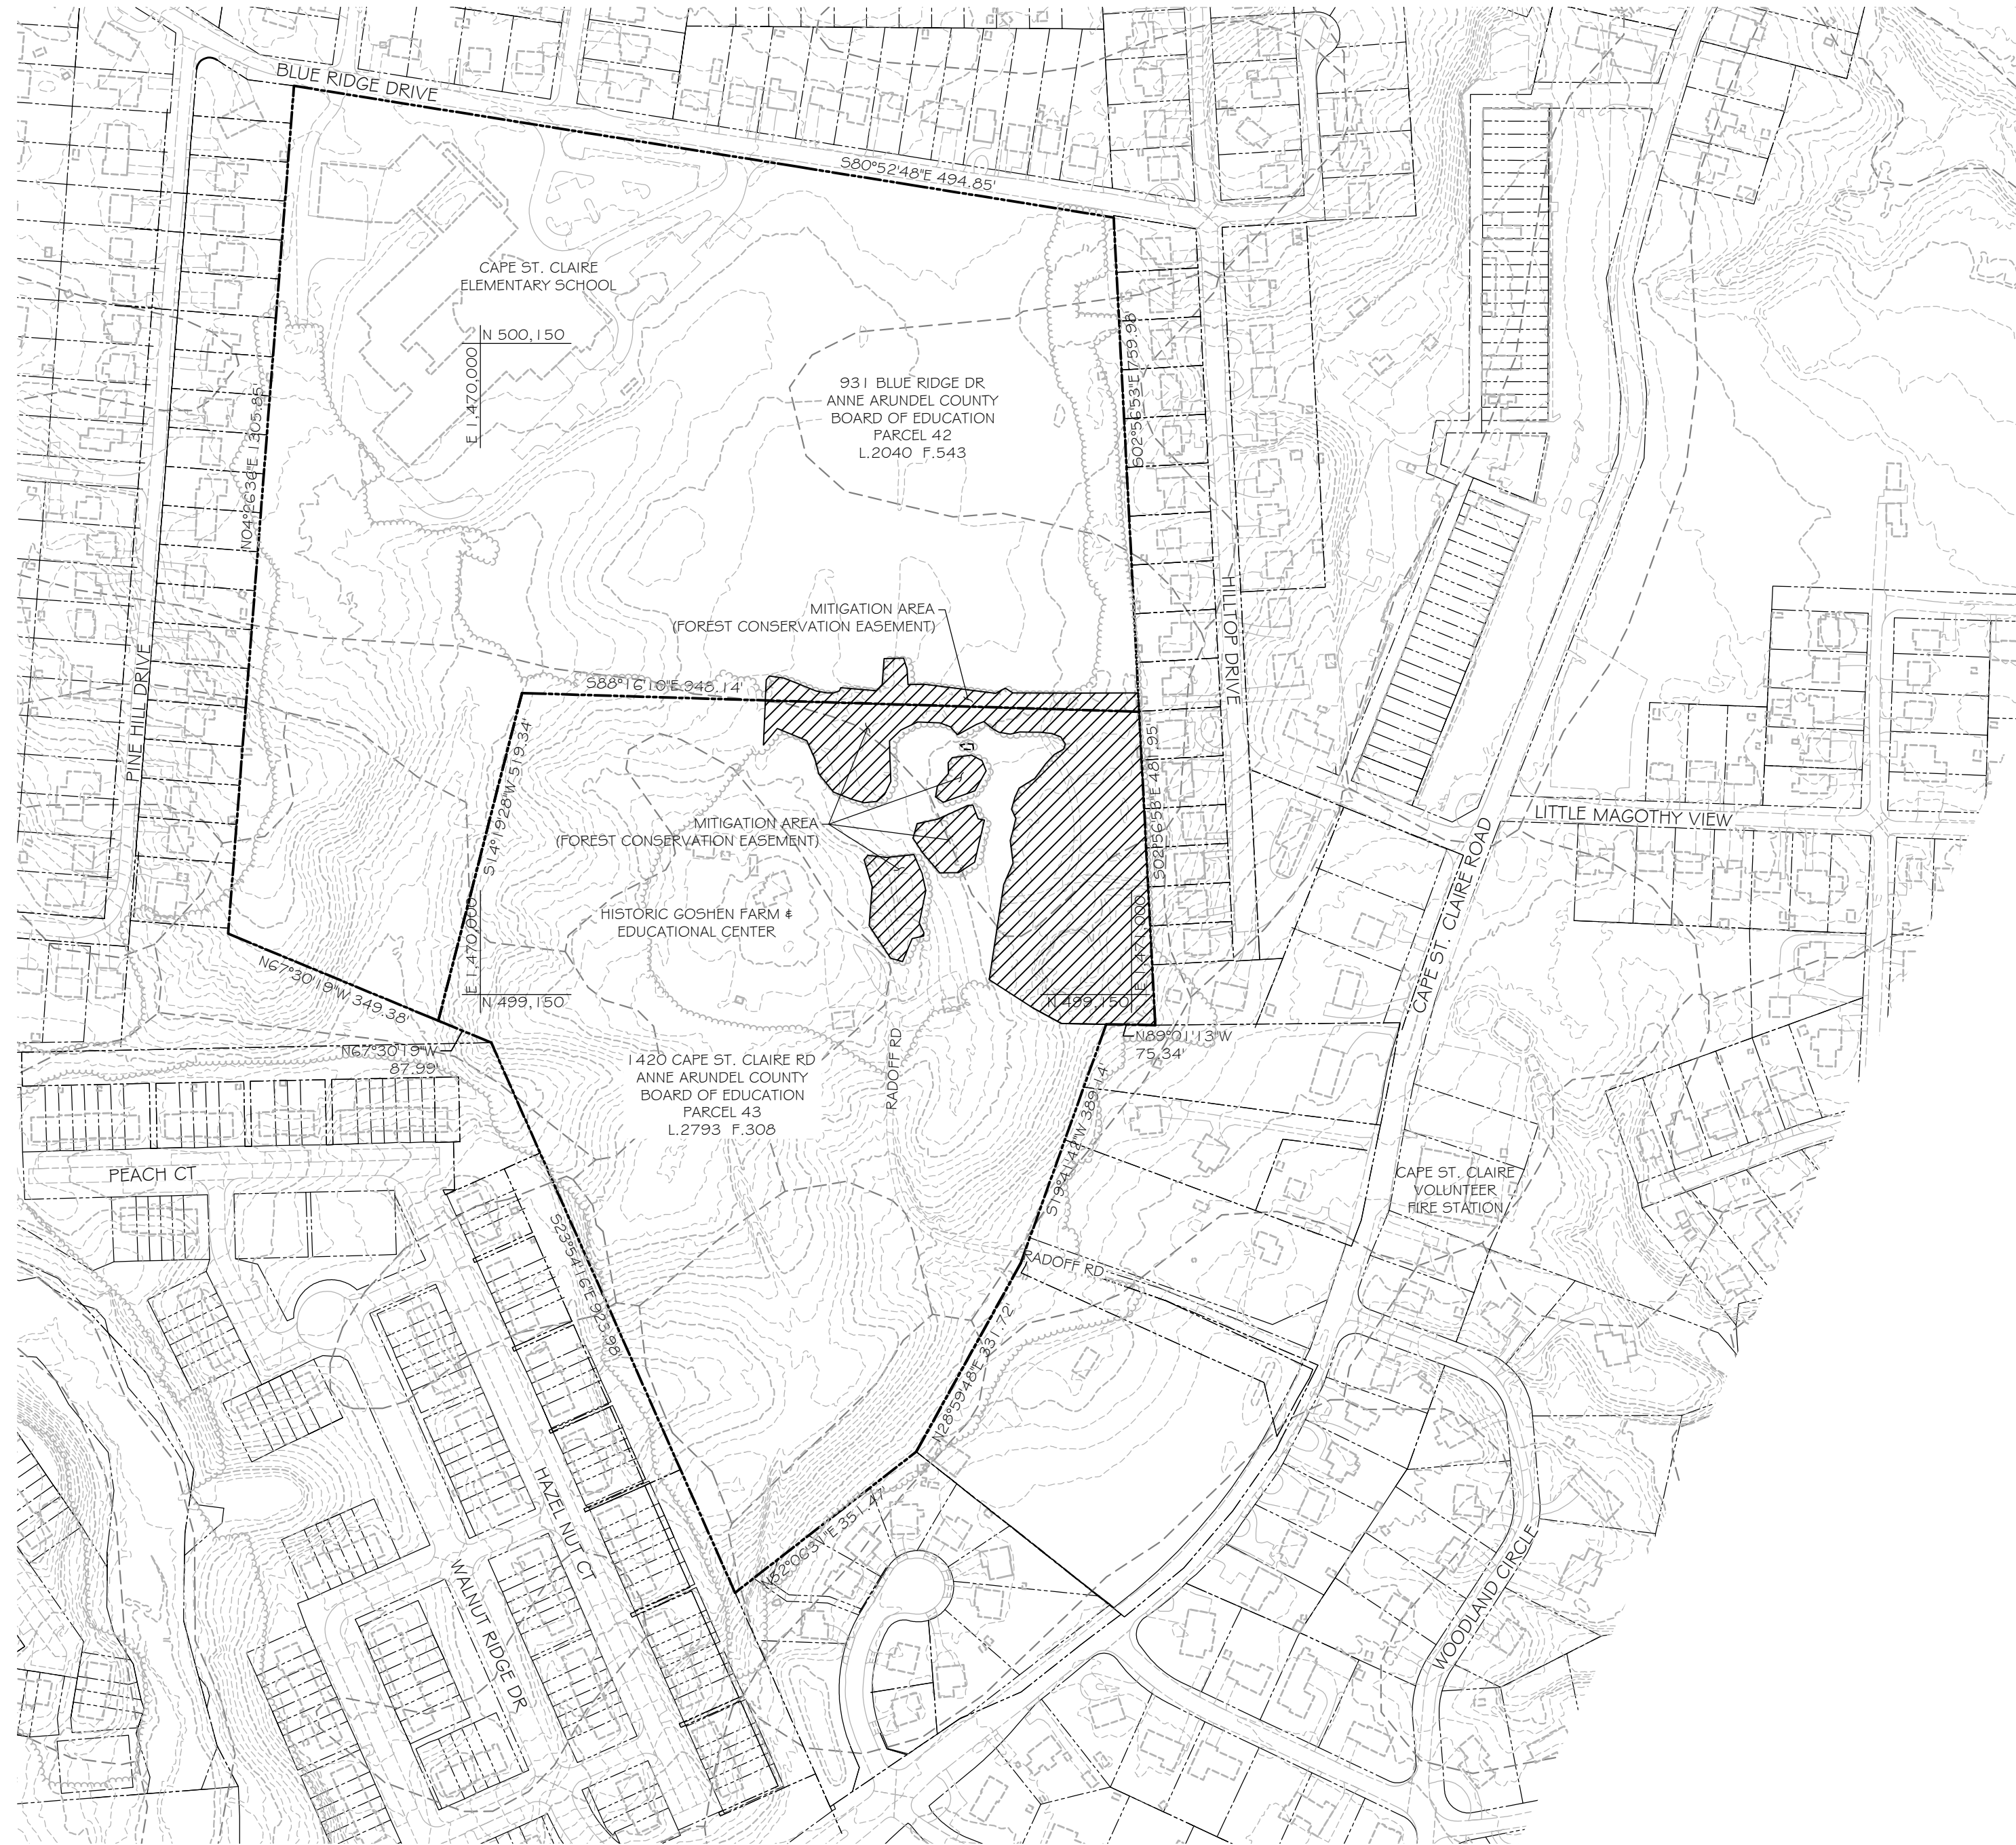 BLUE RIDGE DRIVE
S80°52'48"E 494.85'
CAPE ST. CLAIRE
ELEMENTARY SCHOOL
N 500,150
E 1,470,000
931 BLUE RIDGE DR
ANNE ARUNDEL COUNTY
BOARD OF EDUCATION
PARCEL 42
L.2040 F.543
N04°26'36"E 1305.85'
S02°56'53"E 759.98'
HILLTOP DRIVE
PINE HILL DRIVE
MITIGATION AREA
(FOREST CONSERVATION EASEMENT)
S88°16'10"E 948.14'
S14°19'28"W 519.34'
S02°56'53"E 481.95'
MITIGATION AREA
(FOREST CONSERVATION EASEMENT)
LITTLE MAGOTHY VIEW
CAPE ST. CLAIRE ROAD
HISTORIC GOSHEN FARM &
EDUCATIONAL CENTER
E 1,470,000
N 499,150
E 1,471,000
N 499,150
N67°30'19"W 349.38'
N67°30'19"W
87.99'
N89°01'13"W
75.34'
1420 CAPE ST. CLAIRE RD
ANNE ARUNDEL COUNTY
BOARD OF EDUCATION
PARCEL 43
L.2793 F.308
RADOFF RD
S19°41'42"W 389.14'
PEACH CT
CAPE ST. CLAIRE
VOLUNTEER
FIRE STATION
S23°54'16"E 923.98'
RADOFF RD
N28°59'48"E 331.72'
N52°06'31"E 351.47'
HAZEL NUT CT
WALNUT RIDGE DR
WOODLAND CIRCLE